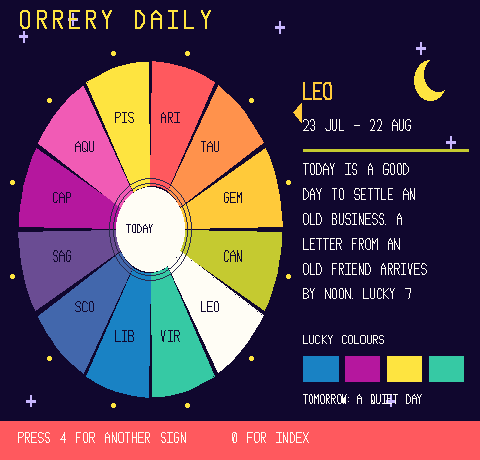 ORRERY DAILY
PIS
ARI
AQU
TAU
CAP
GEM
TODAY
SAG
CAN
SCO
LEO
LIB
VIR
LEO
23 JUL - 22 AUG
TODAY IS A GOOD
DAY TO SETTLE AN
OLD BUSINESS. A
LETTER FROM AN
OLD FRIEND ARRIVES
BY NOON. LUCKY 7
LUCKY COLOURS
TOMORROW: A QUIET DAY
PRESS 4 FOR ANOTHER SIGN
0 FOR INDEX